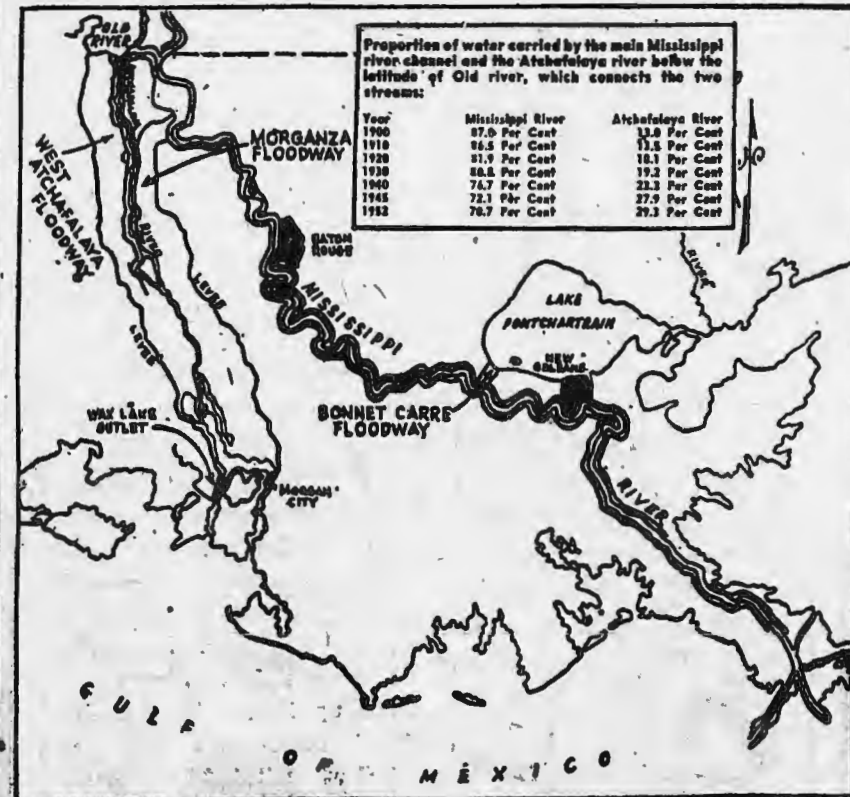 OLD
RIVER
Proportion of water carried by the main Mississippi
river channel and the Atchafalaya river below the
latitude of Old river, which connects the two
streams:
Year Mississippi River Atchafalaya River
1900 87.0 Per Cent 13.0 Per Cent
1910 86.5 Per Cent 13.5 Per Cent
1920 81.9 Per Cent 18.1 Per Cent
1930 80.8 Per Cent 19.2 Per Cent
1940 76.7 Per Cent 23.3 Per Cent
1945 72.1 Per Cent 27.9 Per Cent
1952 70.7 Per Cent 29.3 Per Cent
WEST
ATCHAFALAYA
FLOODWAY
MORGANZA
FLOODWAY
RIVER
BATON
ROUGE
LEVEE
LEVEE
MISSISSIPPI
RIVER
LAKE
PONTCHARTRAIN
NEW
ORLEANS
BONNET CARRE
FLOODWAY
WAX LAKE
OUTLET
MORGAN
CITY
RIVER
GULF
OF MEXICO